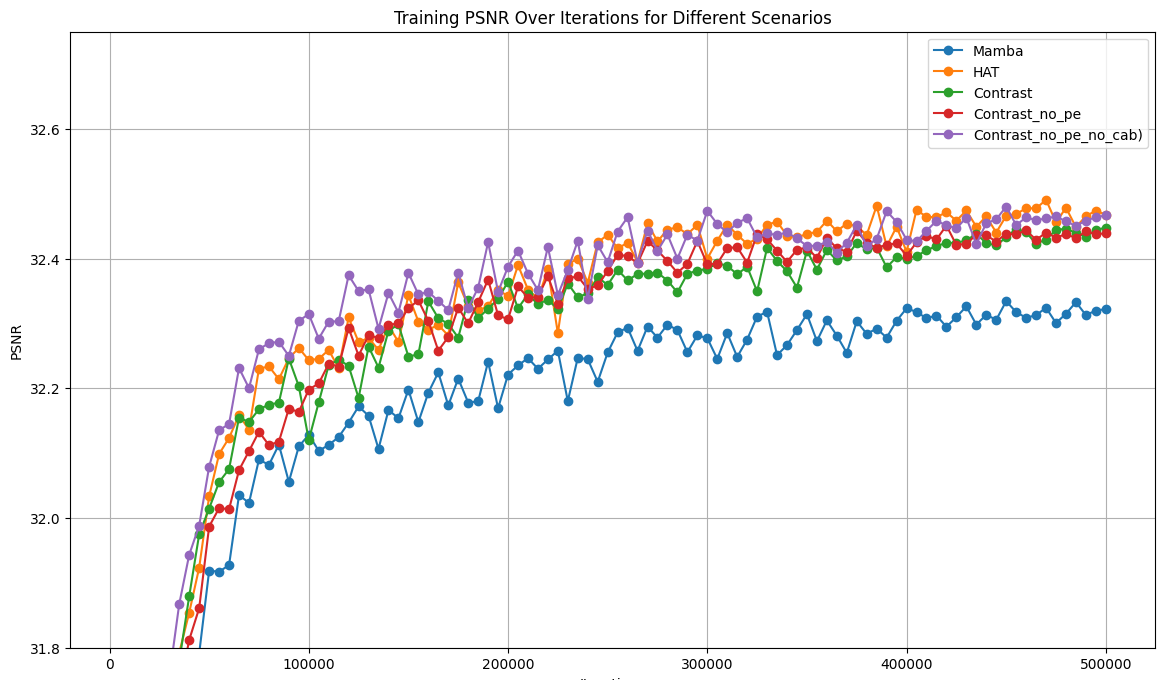 Training PSNR Over Iterations for Different Scenarios
Mamba
HAT
Contrast
Contrast_no_pe
Contrast_no_pe_no_cab)
PSNR
32.6
32.4
32.2
32.0
31.8
0 100000 200000 300000 400000 500000